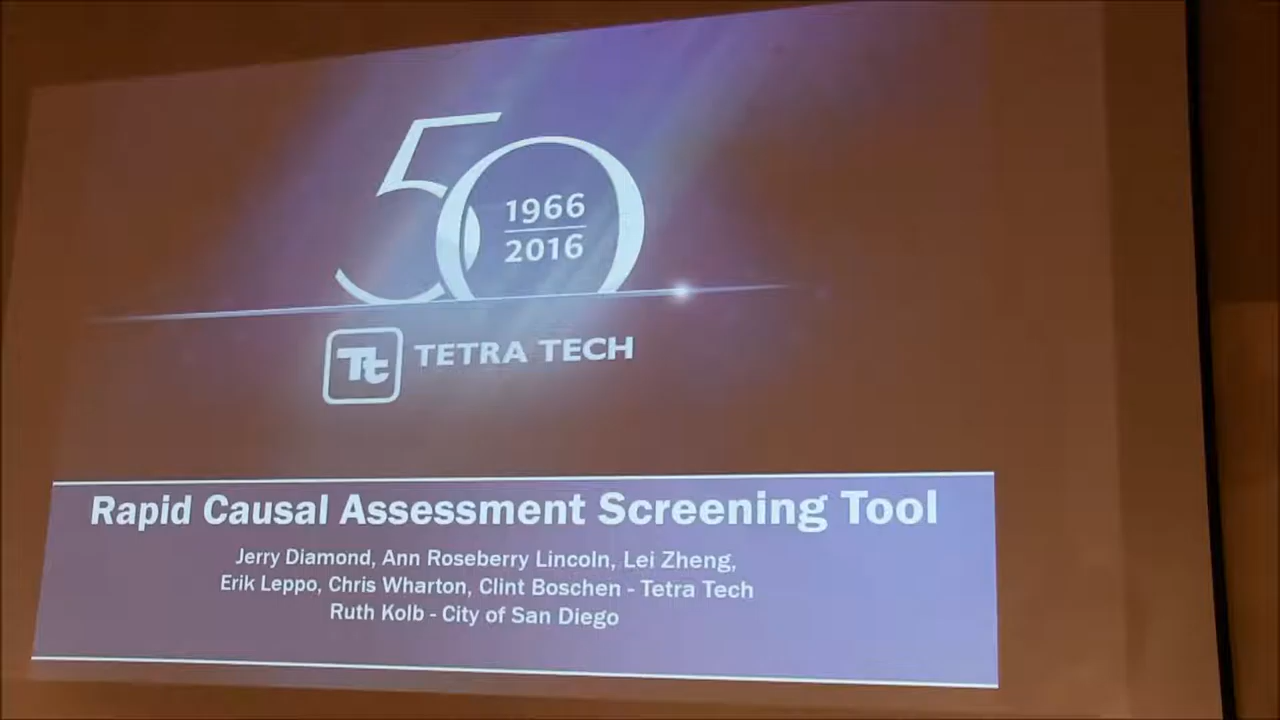 50
1966
2016
Tt TETRA TECH
Rapid Causal Assessment Screening Tool
Jerry Diamond, Ann Roseberry Lincoln, Lei Zheng,
Erik Leppo, Chris Wharton, Clint Boschen - Tetra Tech
Ruth Kolb - City of San Diego